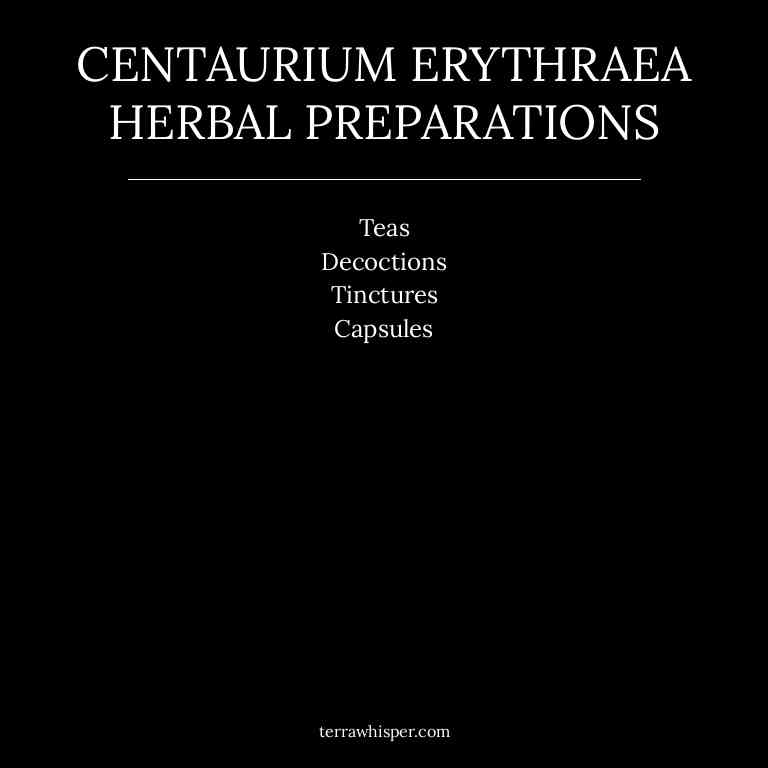 CENTAURIUM ERYTHRAEA
HERBAL PREPARATIONS
Teas
Decoctions
Tinctures
Capsules
terrawhisper.com